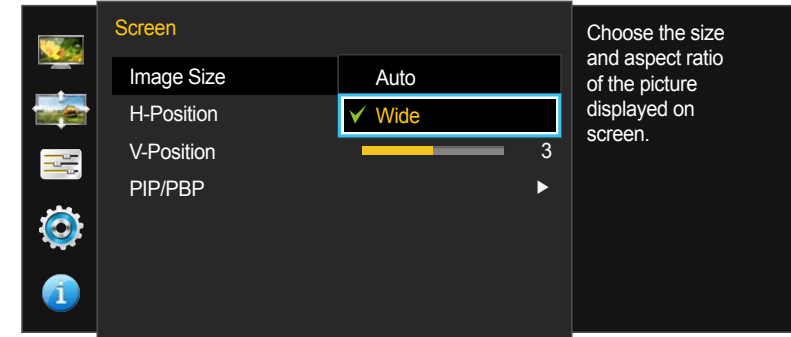 Screen
Image Size
Auto
H-Position
Wide
V-Position
3
PIP/PBP
Choose the size
and aspect ratio
of the picture
displayed on
screen.